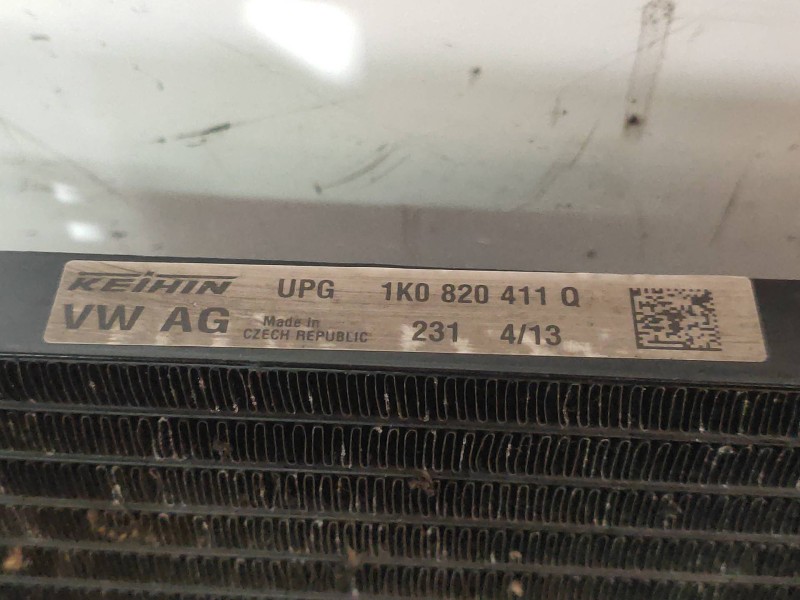 KEIHIN UPG 1K0 820 411 Q
VW AG Made in CZECH REPUBLIC 231 4/13